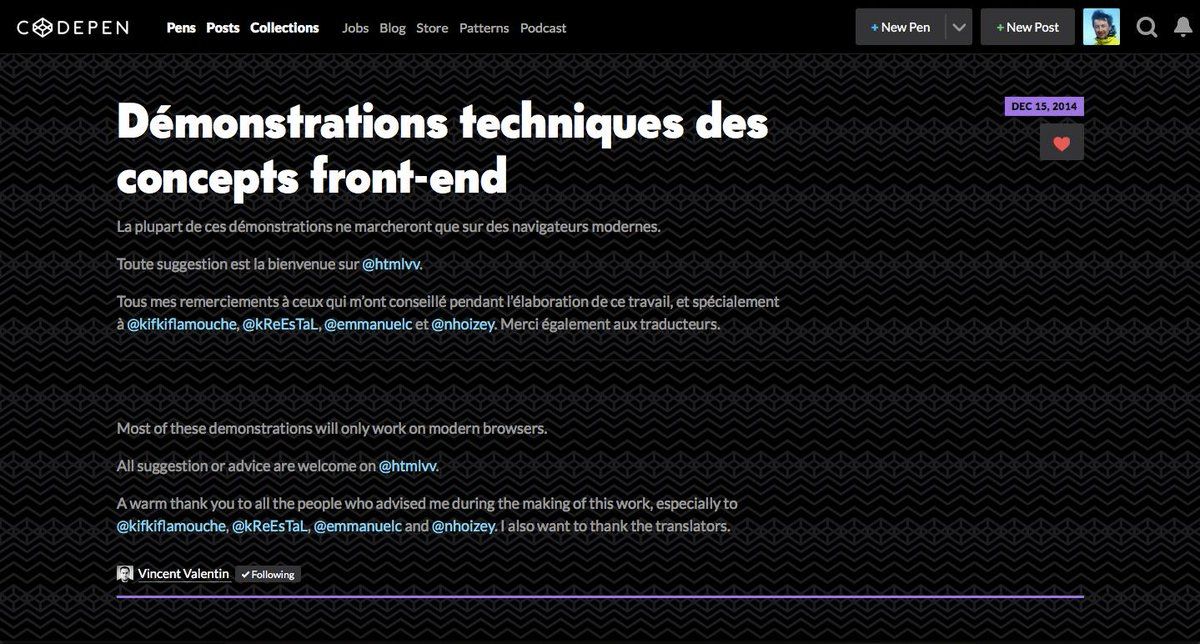 CODEPEN Pens Posts Collections Jobs Blog Store Patterns Podcast + New Pen + New Post
Démonstrations techniques des
concepts front-end
DEC 15, 2014
La plupart de ces démonstrations ne marcheront que sur des navigateurs modernes.
Toute suggestion est la bienvenue sur @htmlvv.
Tous mes remerciements à ceux qui m'ont conseillé pendant l'élaboration de ce travail, et spécialement
à @kifkiflamouche, @kReEsTaL, @emmanuelc et @nhoizey. Merci également aux traducteurs.
Most of these demonstrations will only work on modern browsers.
All suggestion or advice are welcome on @htmlvv.
A warm thank you to all the people who advised me during the making of this work, especially to
@kifkiflamouche, @kReEsTaL, @emmanuelc and @nhoizey. I also want to thank the translators.
Vincent Valentin ✔Following